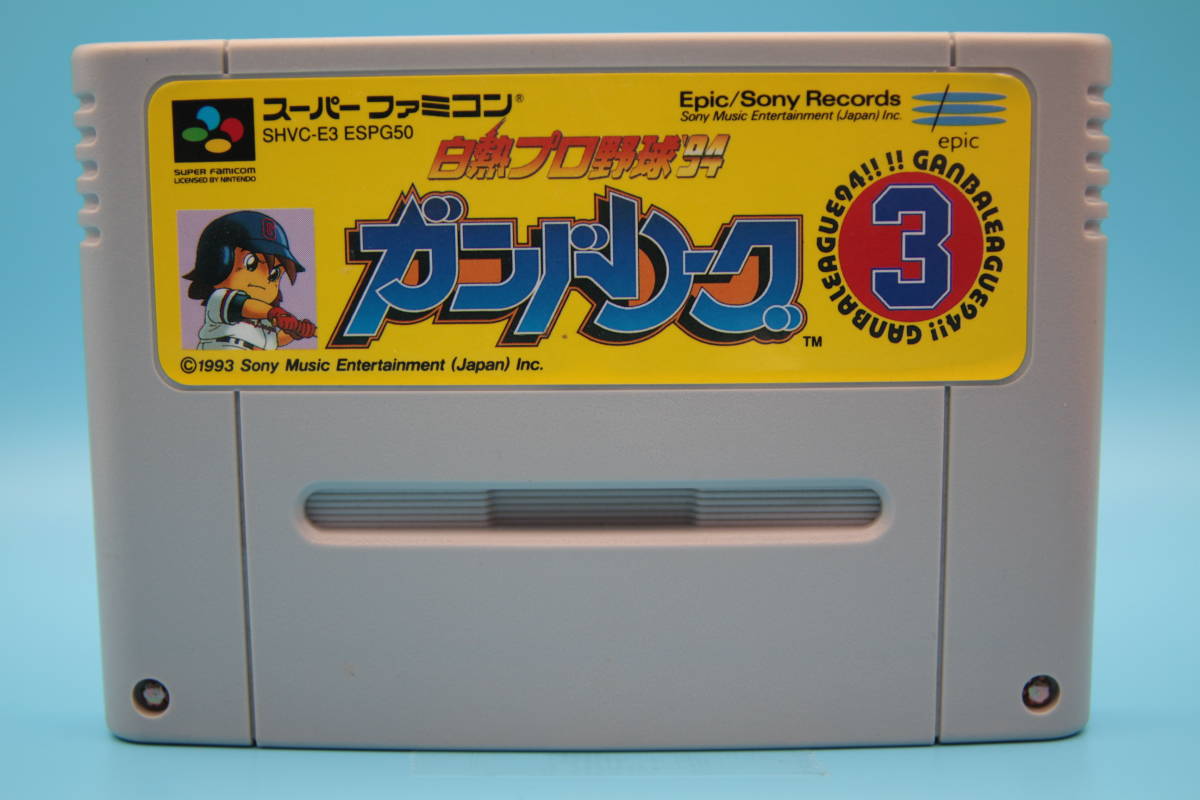 スーパーファミコン®
SHVC-E3 ESPG50
SUPER FAMICOM
LICENSED BY NINTENDO
Epic/Sony Records
Sony Music Entertainment (Japan) Inc.
epic
白熱プロ野球'94
ガンバリーグ
3
TM
GANBALEAGUE94!! !! GANBALEAGUE94!!
G
©1993 Sony Music Entertainment (Japan) Inc.